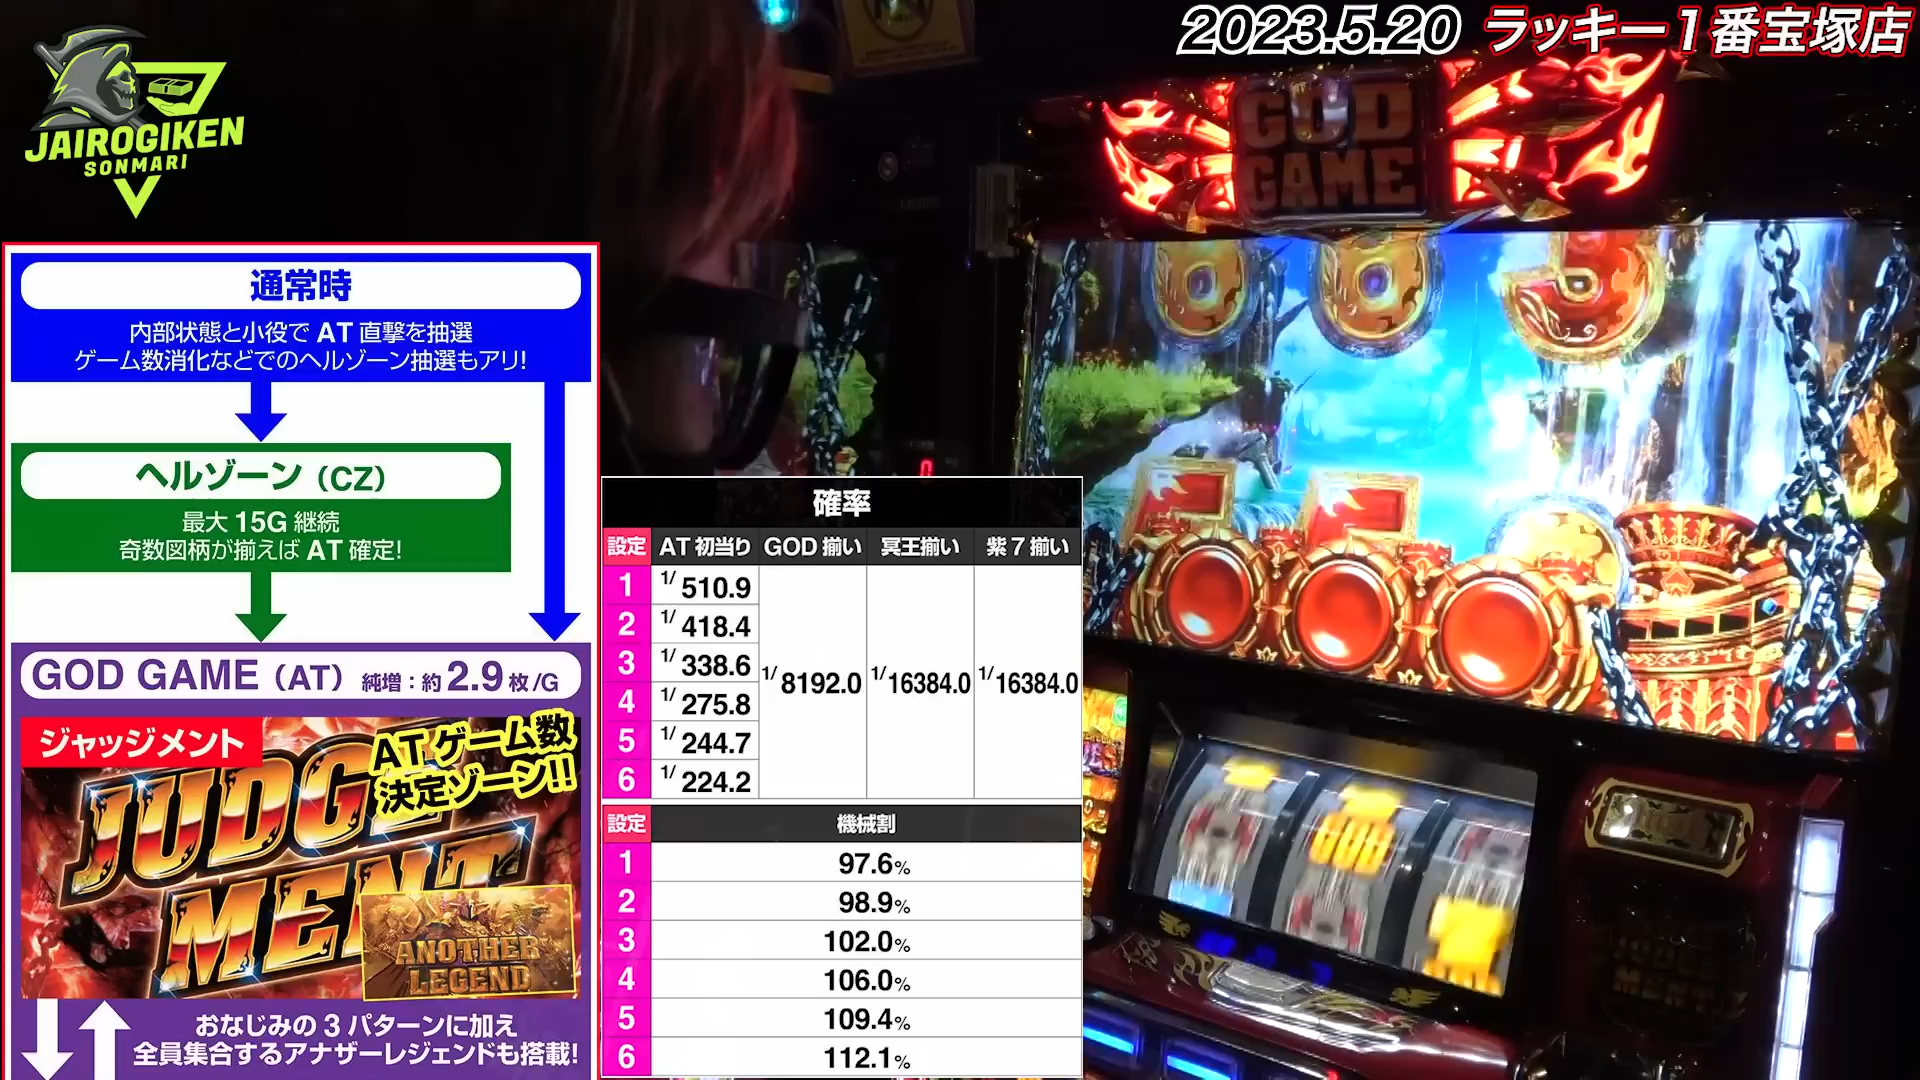 2023.5.20 ラッキー1番宝塚店
JAIROGIKEN
SONMARI
GOD
GAME
通常時
内部状態と小役で AT 直撃を抽選
ゲーム数消化などでのヘルゾーン抽選もアリ!
ヘルゾーン（CZ）
最大 15G 継続
奇数図柄が揃えば AT 確定!
GOD GAME（AT）純増：約 2.9 枚/G
ジャッジメント
ATゲーム数
決定ゾーン!!
JUDGE
MENT
ANOTHER
LEGEND
おなじみの 3 パターンに加え
全員集合するアナザーレジェンドも搭載!
確率
設定 AT 初当り GOD 揃い 冥王揃い 紫 7 揃い
1 1/510.9
2 1/418.4
3 1/338.6
1/8192.0 1/16384.0 1/16384.0
4 1/275.8
5 1/244.7
6 1/224.2
設定 機械割
1 97.6%
2 98.9%
3 102.0%
4 106.0%
5 109.4%
6 112.1%
GOD
JUDGE
MENT